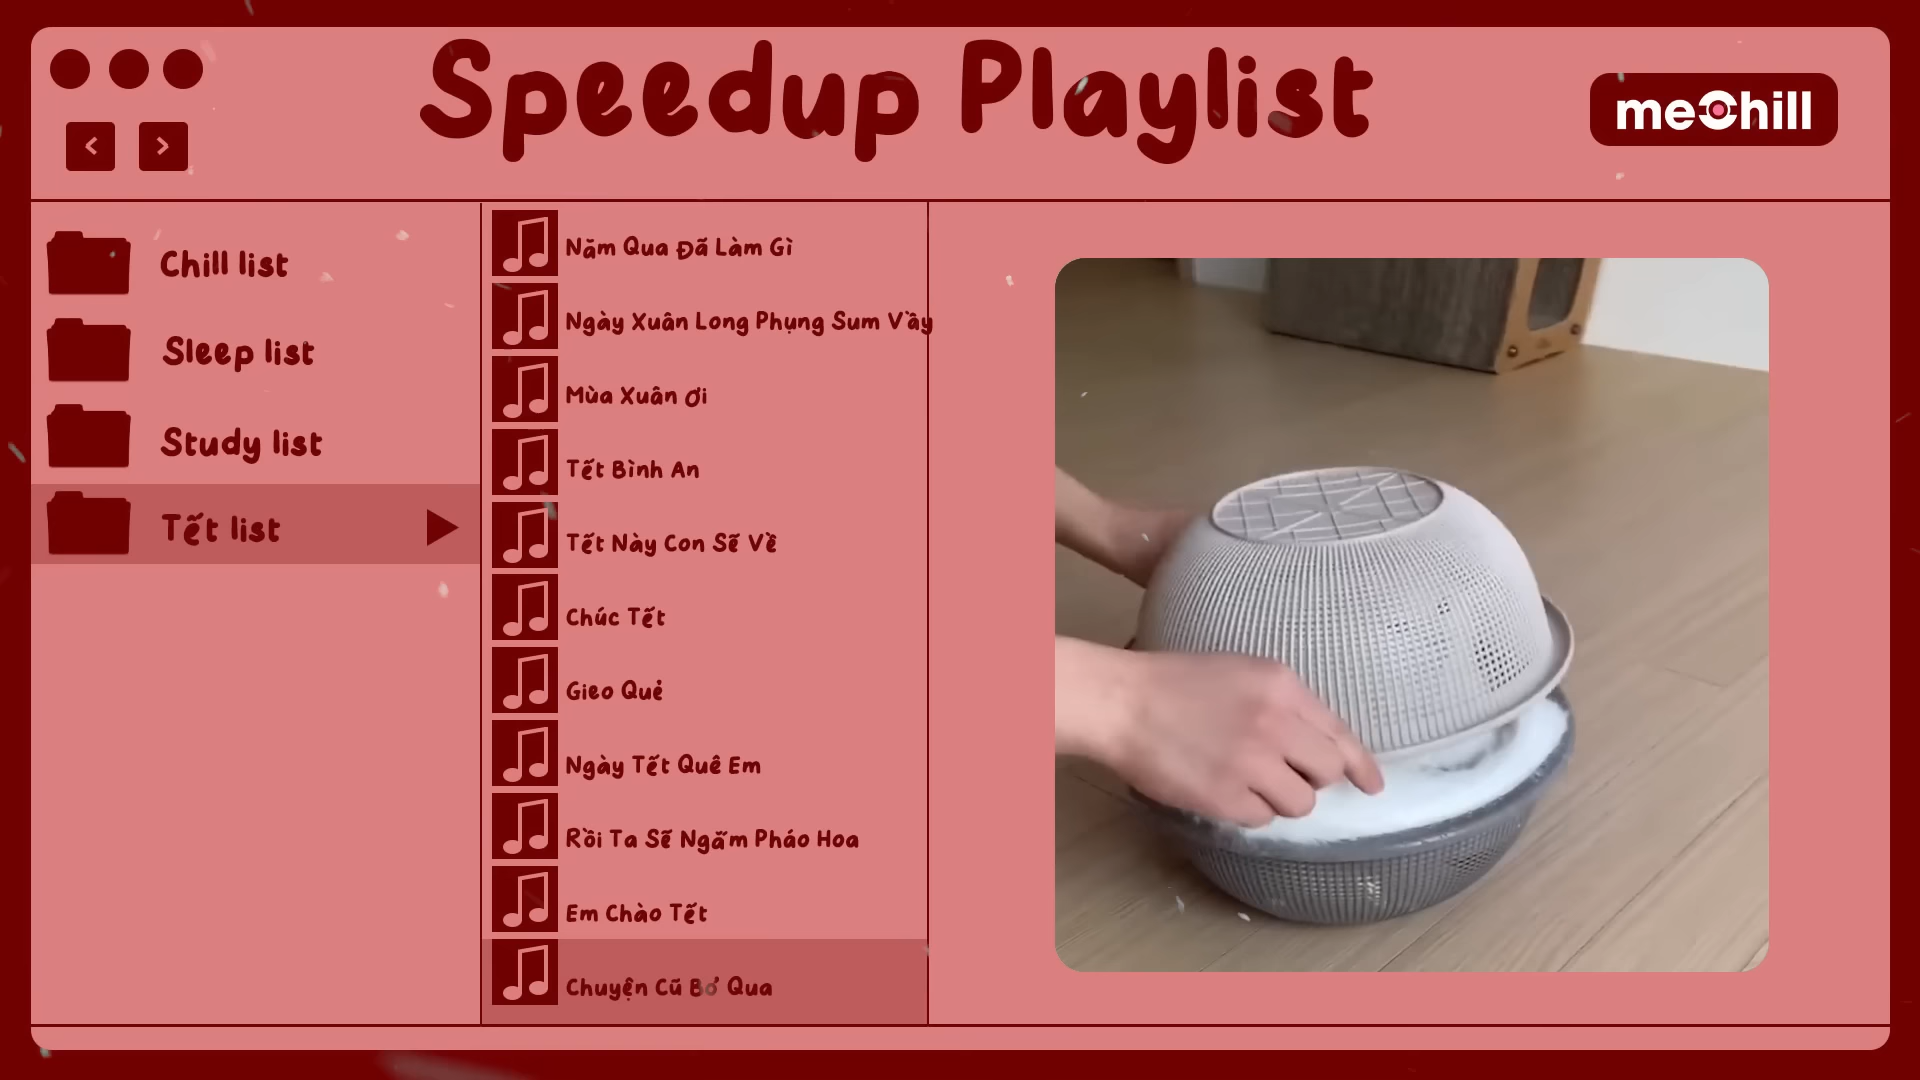 Speedup Playlist
mechill
Chill list
Sleep list
Study list
Tết list
Năm Qua Đã Làm Gì
Ngày Xuân Long Phụng Sum Vầy
Mùa Xuân ơi
Tết Bình An
Tết Này Con Sẽ Về
Chúc Tết
Gieo Quẻ
Ngày Tết Quê Em
Rồi Ta Sẽ Ngắm Pháo Hoa
Em Chào Tết
Chuyện Cũ Bỏ Qua